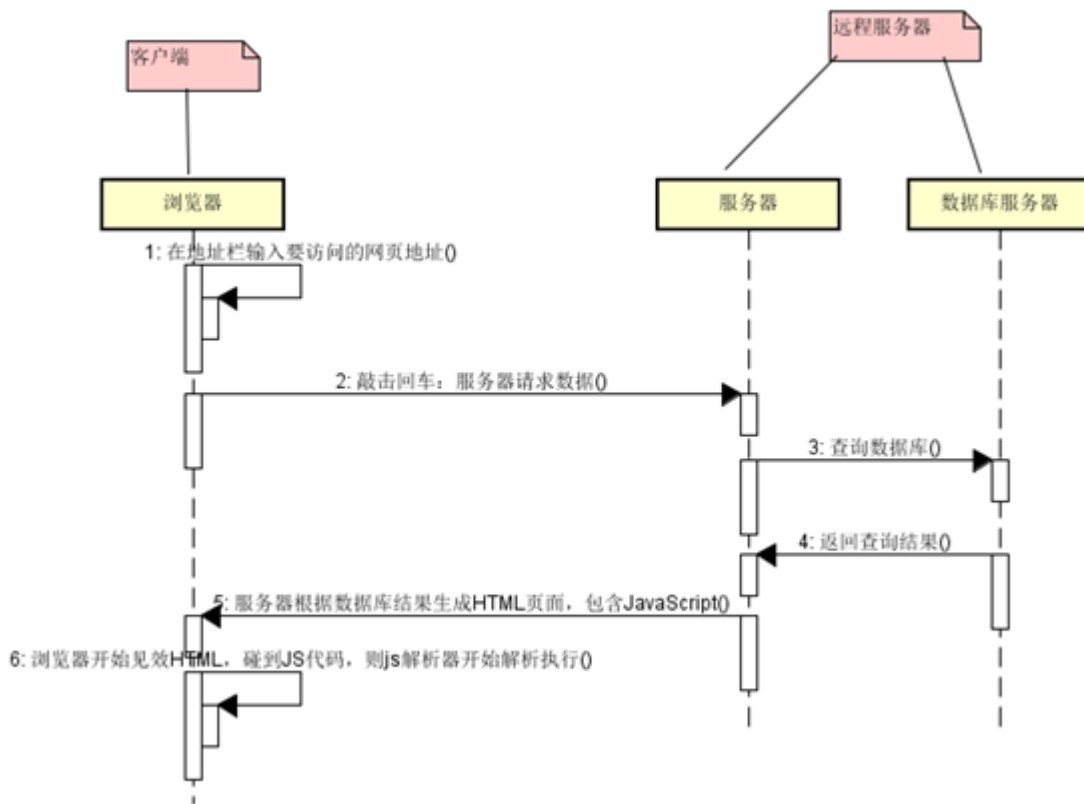 客户端
远程服务器
浏览器
服务器
数据库服务器
1: 在地址栏输入要访问的网页地址()
2: 敲击回车：服务器请求数据()
3: 查询数据库()
4: 返回查询结果()
5: 服务器根据数据库结果生成HTML页面，包含JavaScript()
6: 浏览器开始见效HTML，碰到JS代码，则js解析器开始解析执行()